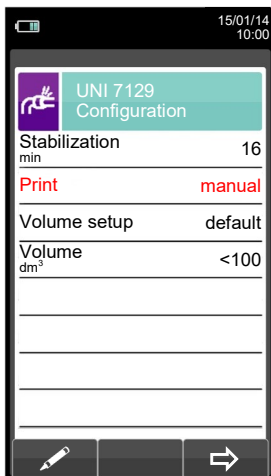 15/01/14
10:00
UNI 7129
Configuration
Stabilization
min
16
Print manual
Volume setup default
Volume
dm³
<100